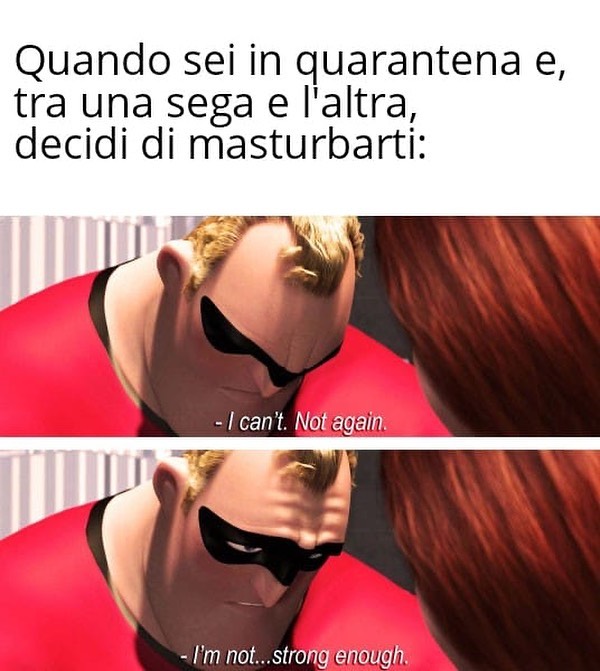 Quando sei in quarantena e,
tra una sega e l'altra,
decidi di masturbarti:
- I can't. Not again.
- I'm not...strong enough.